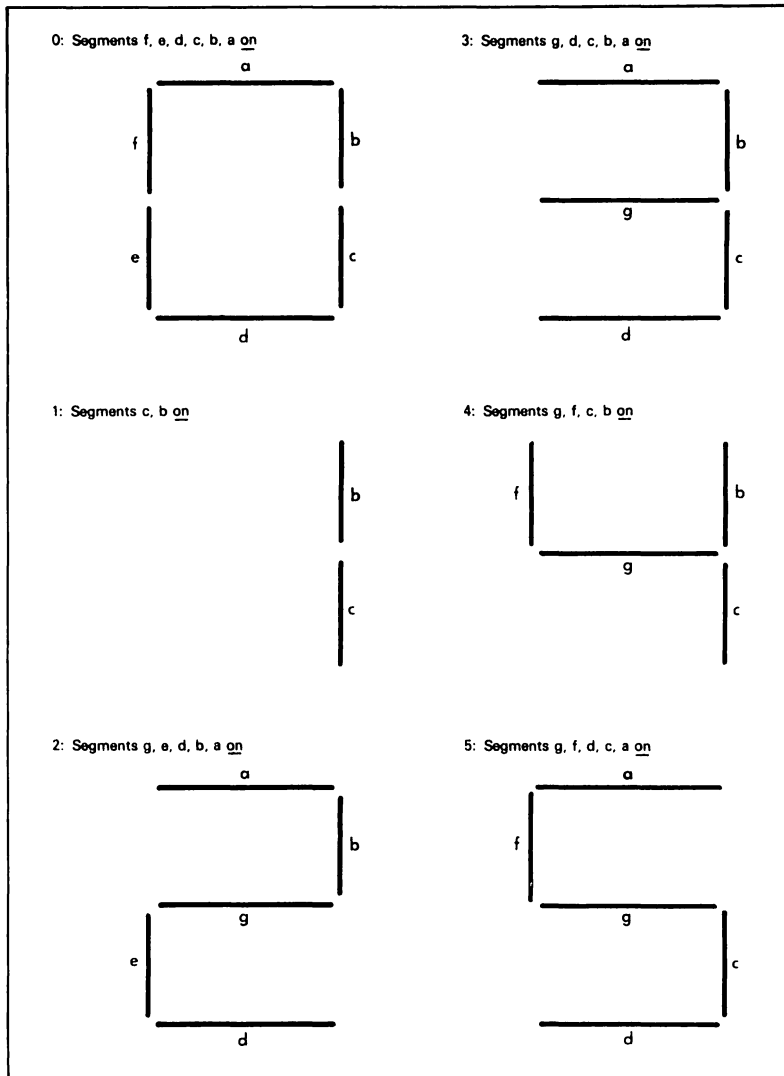 0: Segments f, e, d, c, b, a on
a
f
b
e
c
d
3: Segments g, d, c, b, a on
a
b
g
c
d
1: Segments c, b on
b
c
4: Segments g, f, c, b on
f
b
g
c
2: Segments g, e, d, b, a on
a
b
g
e
d
5: Segments g, f, d, c, a on
a
f
g
c
d